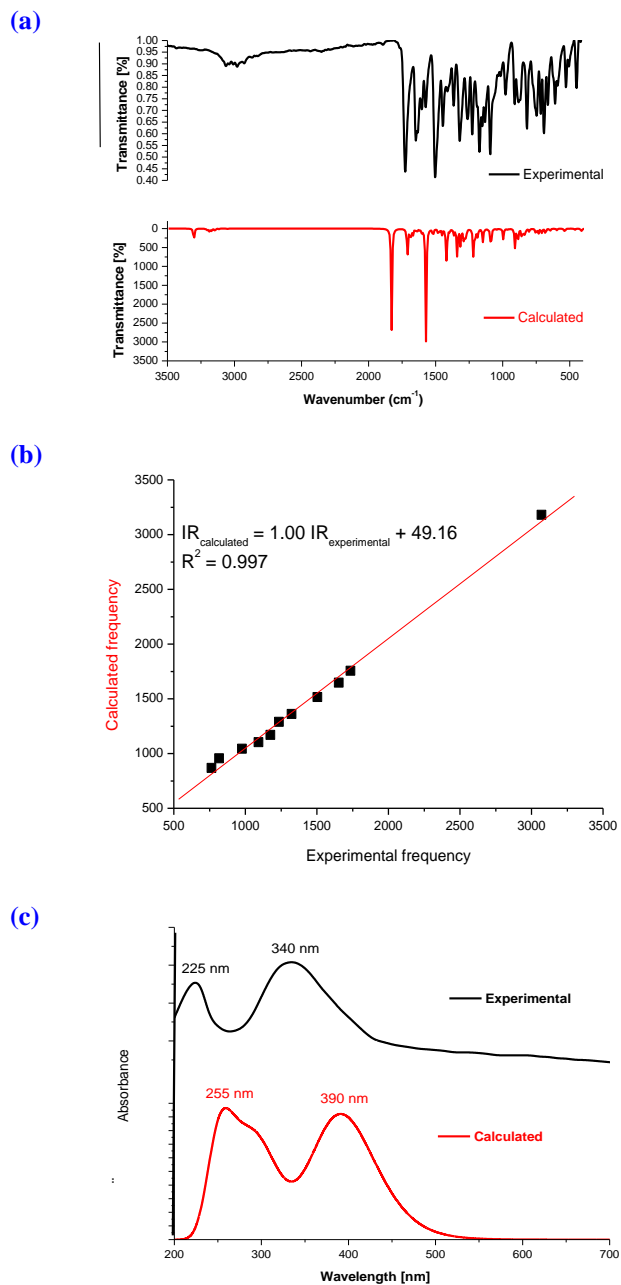 (a)
1.00
0.95
0.90
0.85
0.80
0.75
0.70
0.65
0.60
0.55
0.50
0.45
0.40
Transmittance [%]
Experimental
0
500
1000
1500
2000
2500
3000
3500
Transmittance [%]
Calculated
3500 3000 2500 2000 1500 1000 500
Wavenumber (cm-1)
(b)
3500
3000
2500
2000
1500
1000
500
Calculated frequency
IRcalculated = 1.00 IRexperimental + 49.16
R2 = 0.997
500 1000 1500 2000 2500 3000 3500
Experimental frequency
(c)
340 nm
225 nm
Experimental
Absorbance
255 nm
390 nm
Calculated
200 300 400 500 600 700
Wavelength [nm]